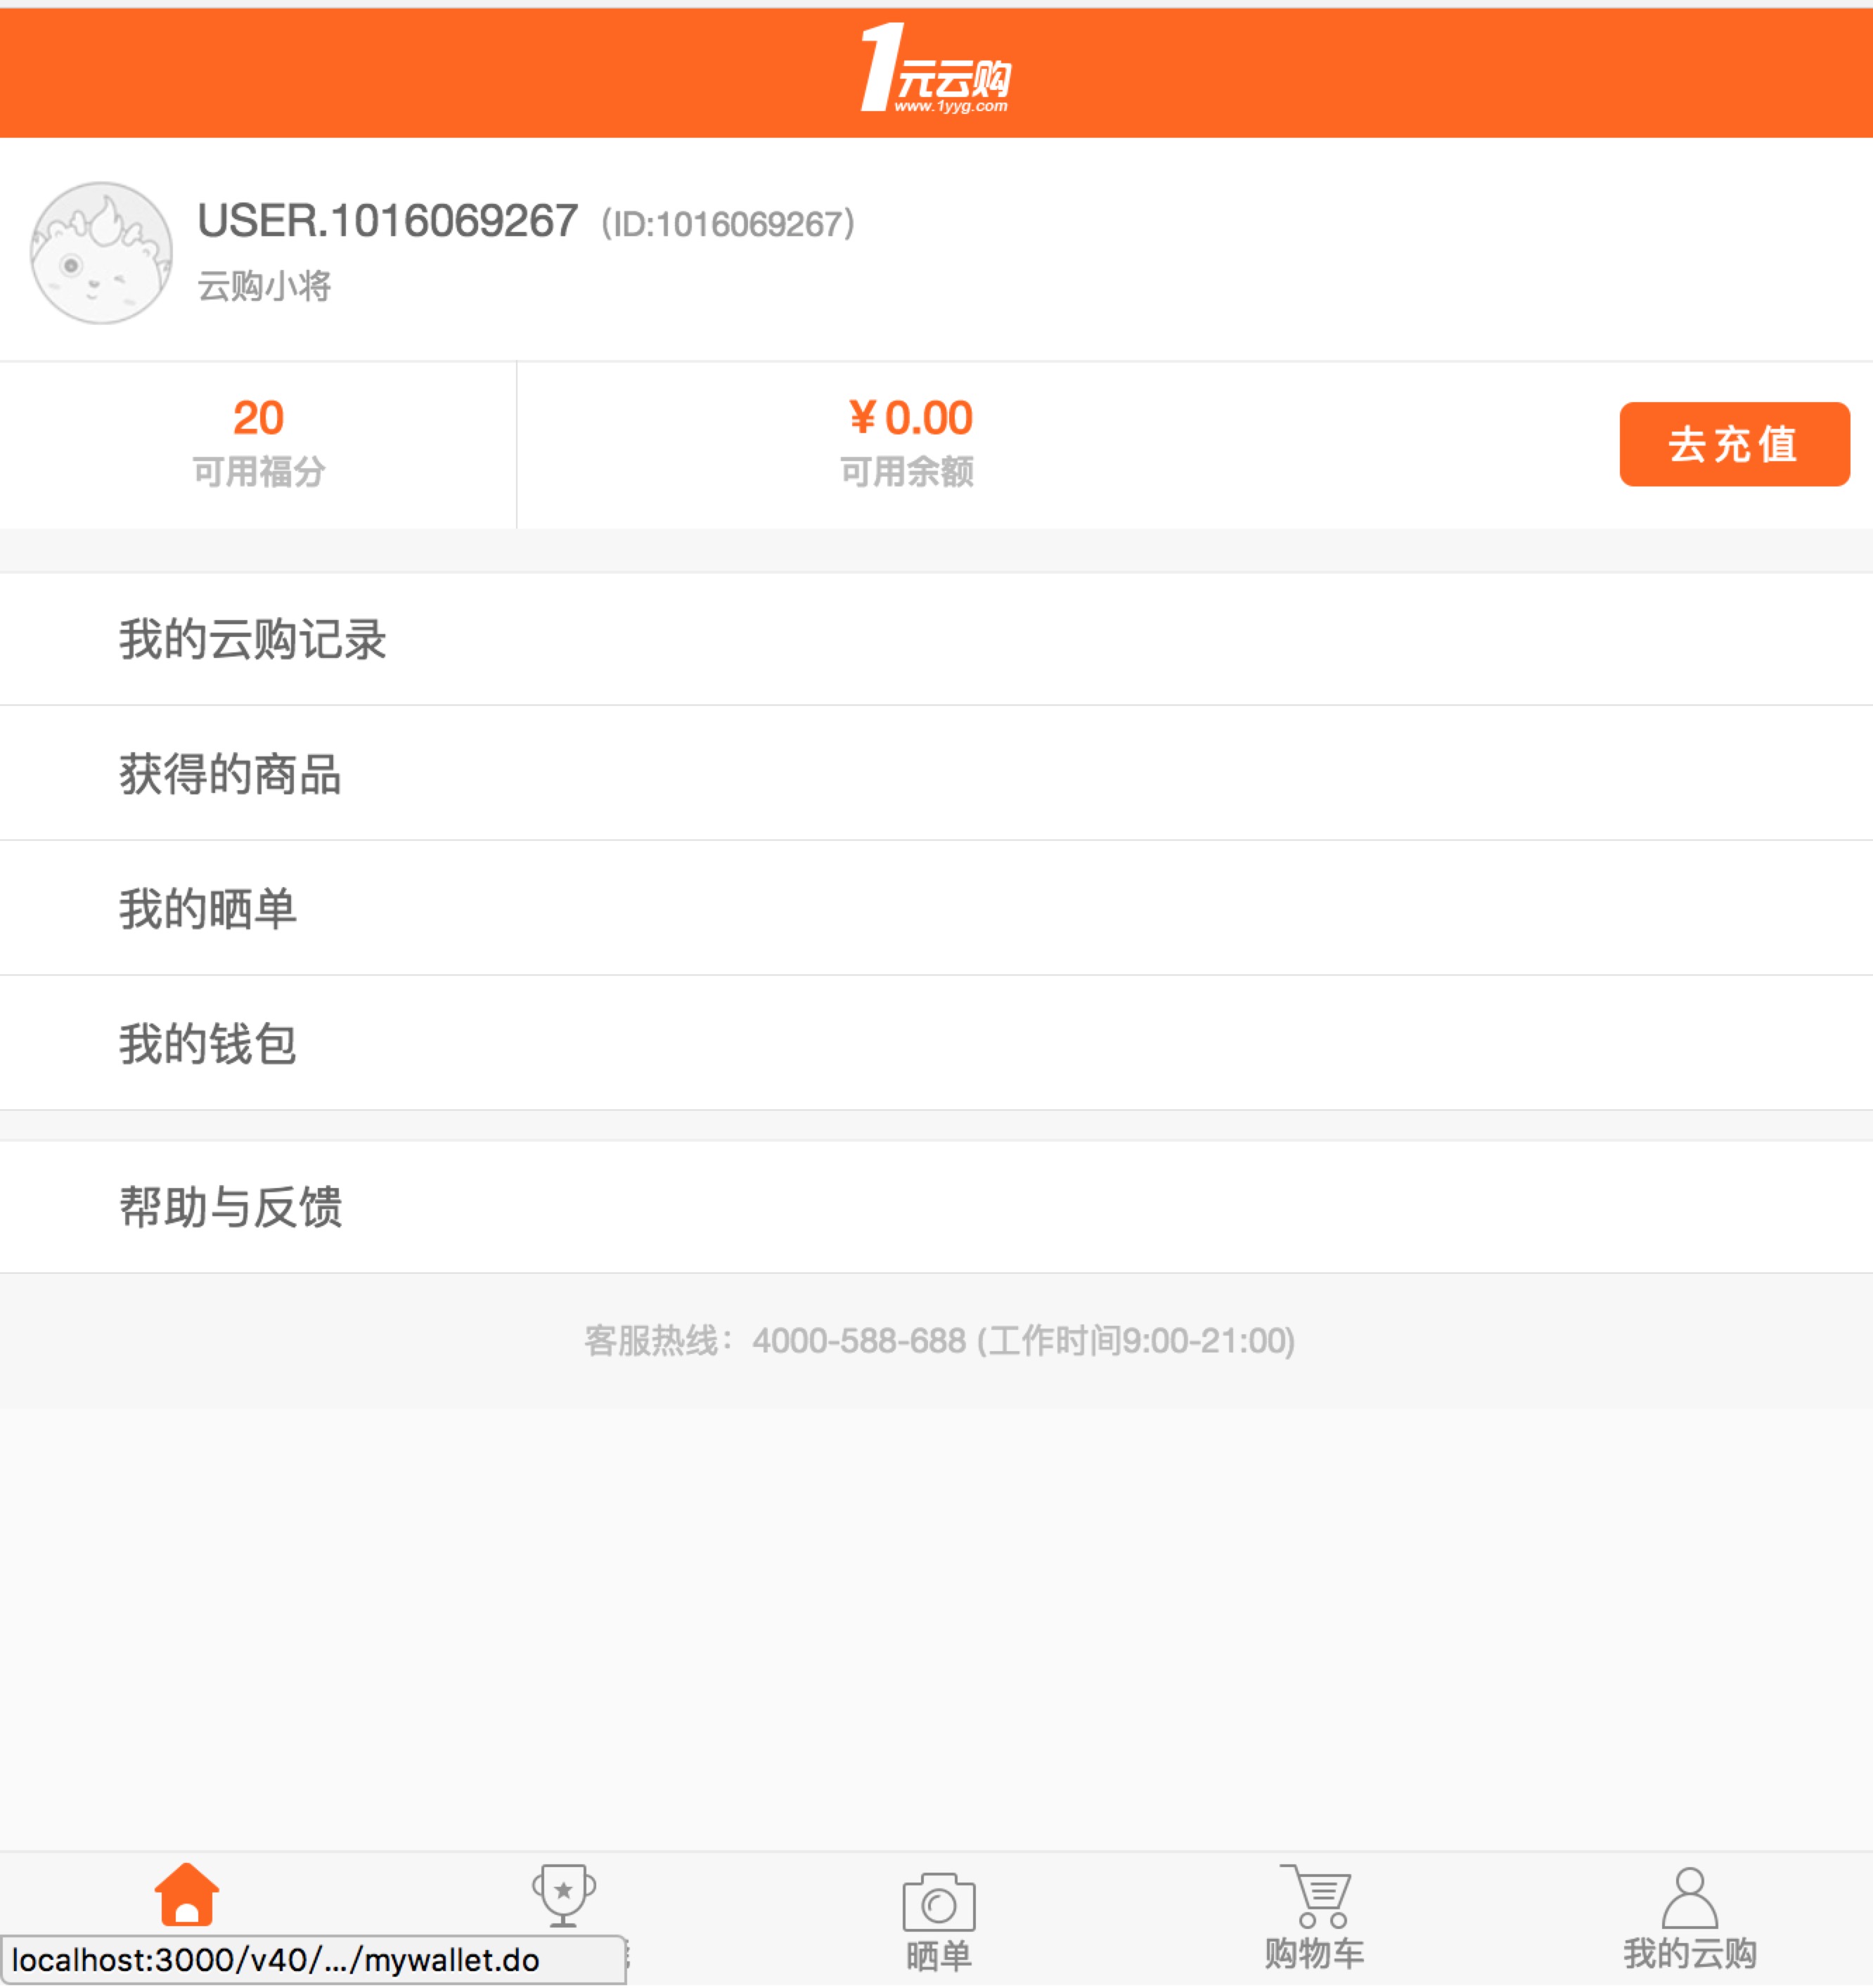 1元云购
www.1yyg.com
USER.1016069267 (ID:1016069267)
云购小将
20
可用福分
¥0.00
可用余额
去充值
我的云购记录
获得的商品
我的晒单
我的钱包
帮助与反馈
客服热线：4000-588-688 (工作时间9:00-21:00)
晒单
购物车
我的云购
localhost:3000/v40/.../mywallet.do